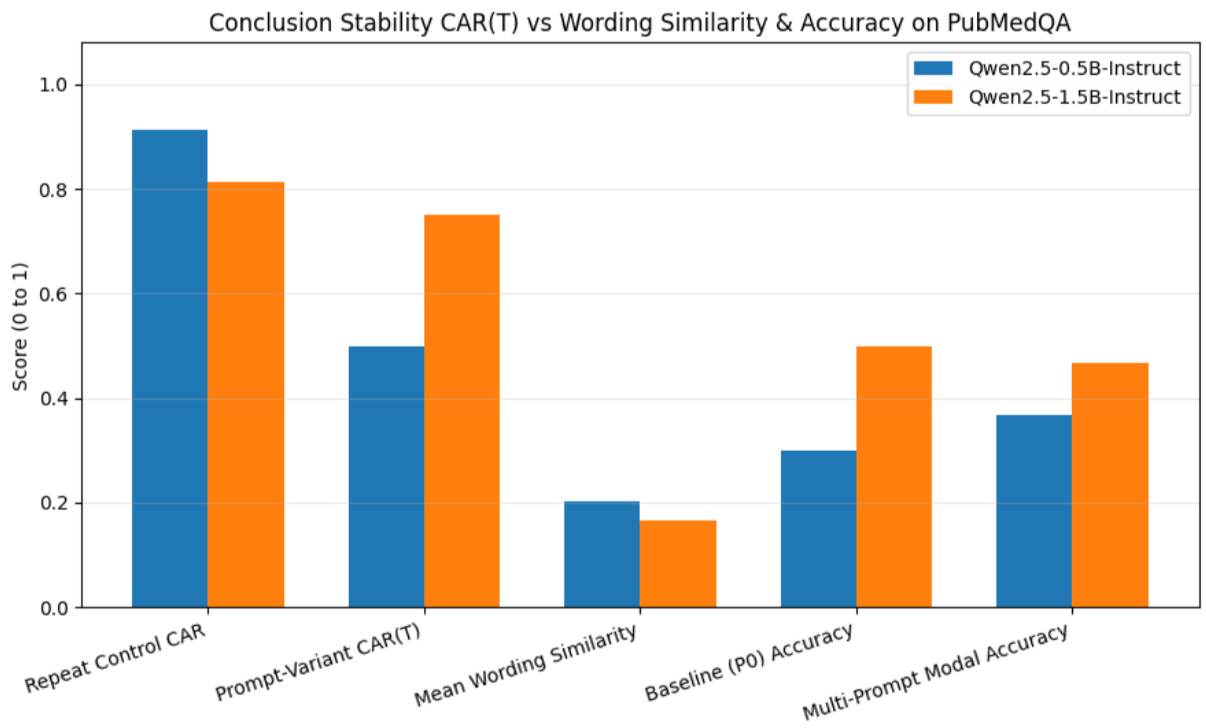 Conclusion Stability CAR(T) vs Wording Similarity & Accuracy on PubMedQA
Qwen2.5-0.5B-Instruct
Qwen2.5-1.5B-Instruct
Score (0 to 1)
1.0
0.8
0.6
0.4
0.2
0.0
Repeat Control CAR
Prompt-Variant CAR(T)
Mean Wording Similarity
Baseline (P0) Accuracy
Multi-Prompt Modal Accuracy